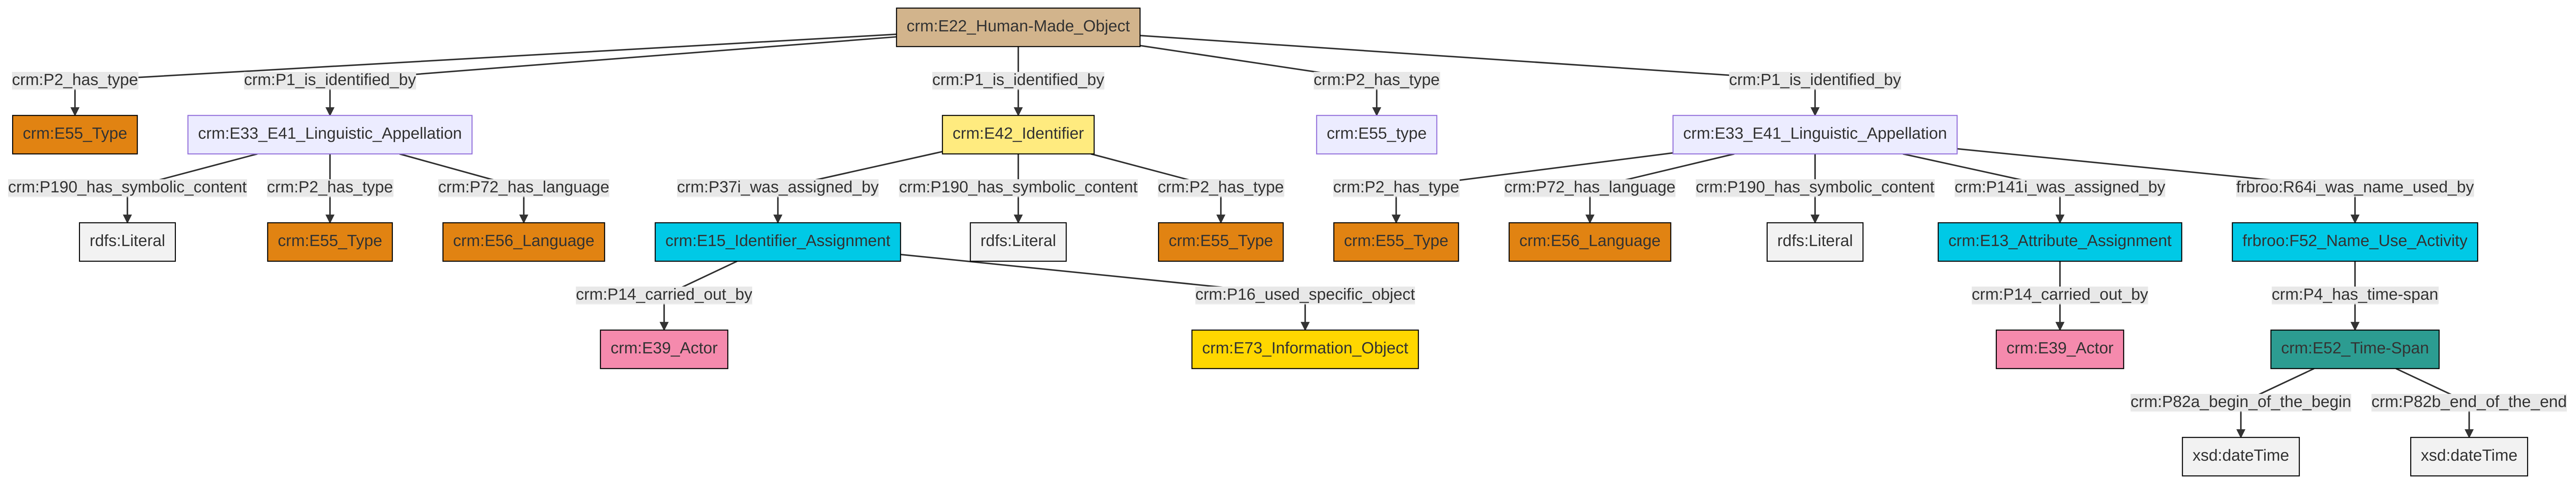 crm:E22_Human-Made_Object
crm:P2_has_type
crm:P1_is_identified_by
crm:P1_is_identified_by
crm:P2_has_type
crm:P1_is_identified_by
crm:E55_Type
crm:E33_E41_Linguistic_Appellation
crm:E42_Identifier
crm:E55_type
crm:E33_E41_Linguistic_Appellation
crm:P190_has_symbolic_content
crm:P2_has_type
crm:P72_has_language
crm:P37i_was_assigned_by
crm:P190_has_symbolic_content
crm:P2_has_type
crm:P2_has_type
crm:P72_has_language
crm:P190_has_symbolic_content
crm:P141i_was_assigned_by
frbroo:R64i_was_name_used_by
rdfs:Literal
crm:E55_Type
crm:E56_Language
crm:E15_Identifier_Assignment
rdfs:Literal
crm:E55_Type
crm:E55_Type
crm:E56_Language
rdfs:Literal
crm:E13_Attribute_Assignment
frbroo:F52_Name_Use_Activity
crm:P14_carried_out_by
crm:P16_used_specific_object
crm:P14_carried_out_by
crm:P4_has_time-span
crm:E39_Actor
crm:E73_Information_Object
crm:E39_Actor
crm:E52_Time-Span
crm:P82a_begin_of_the_begin
crm:P82b_end_of_the_end
xsd:dateTime
xsd:dateTime